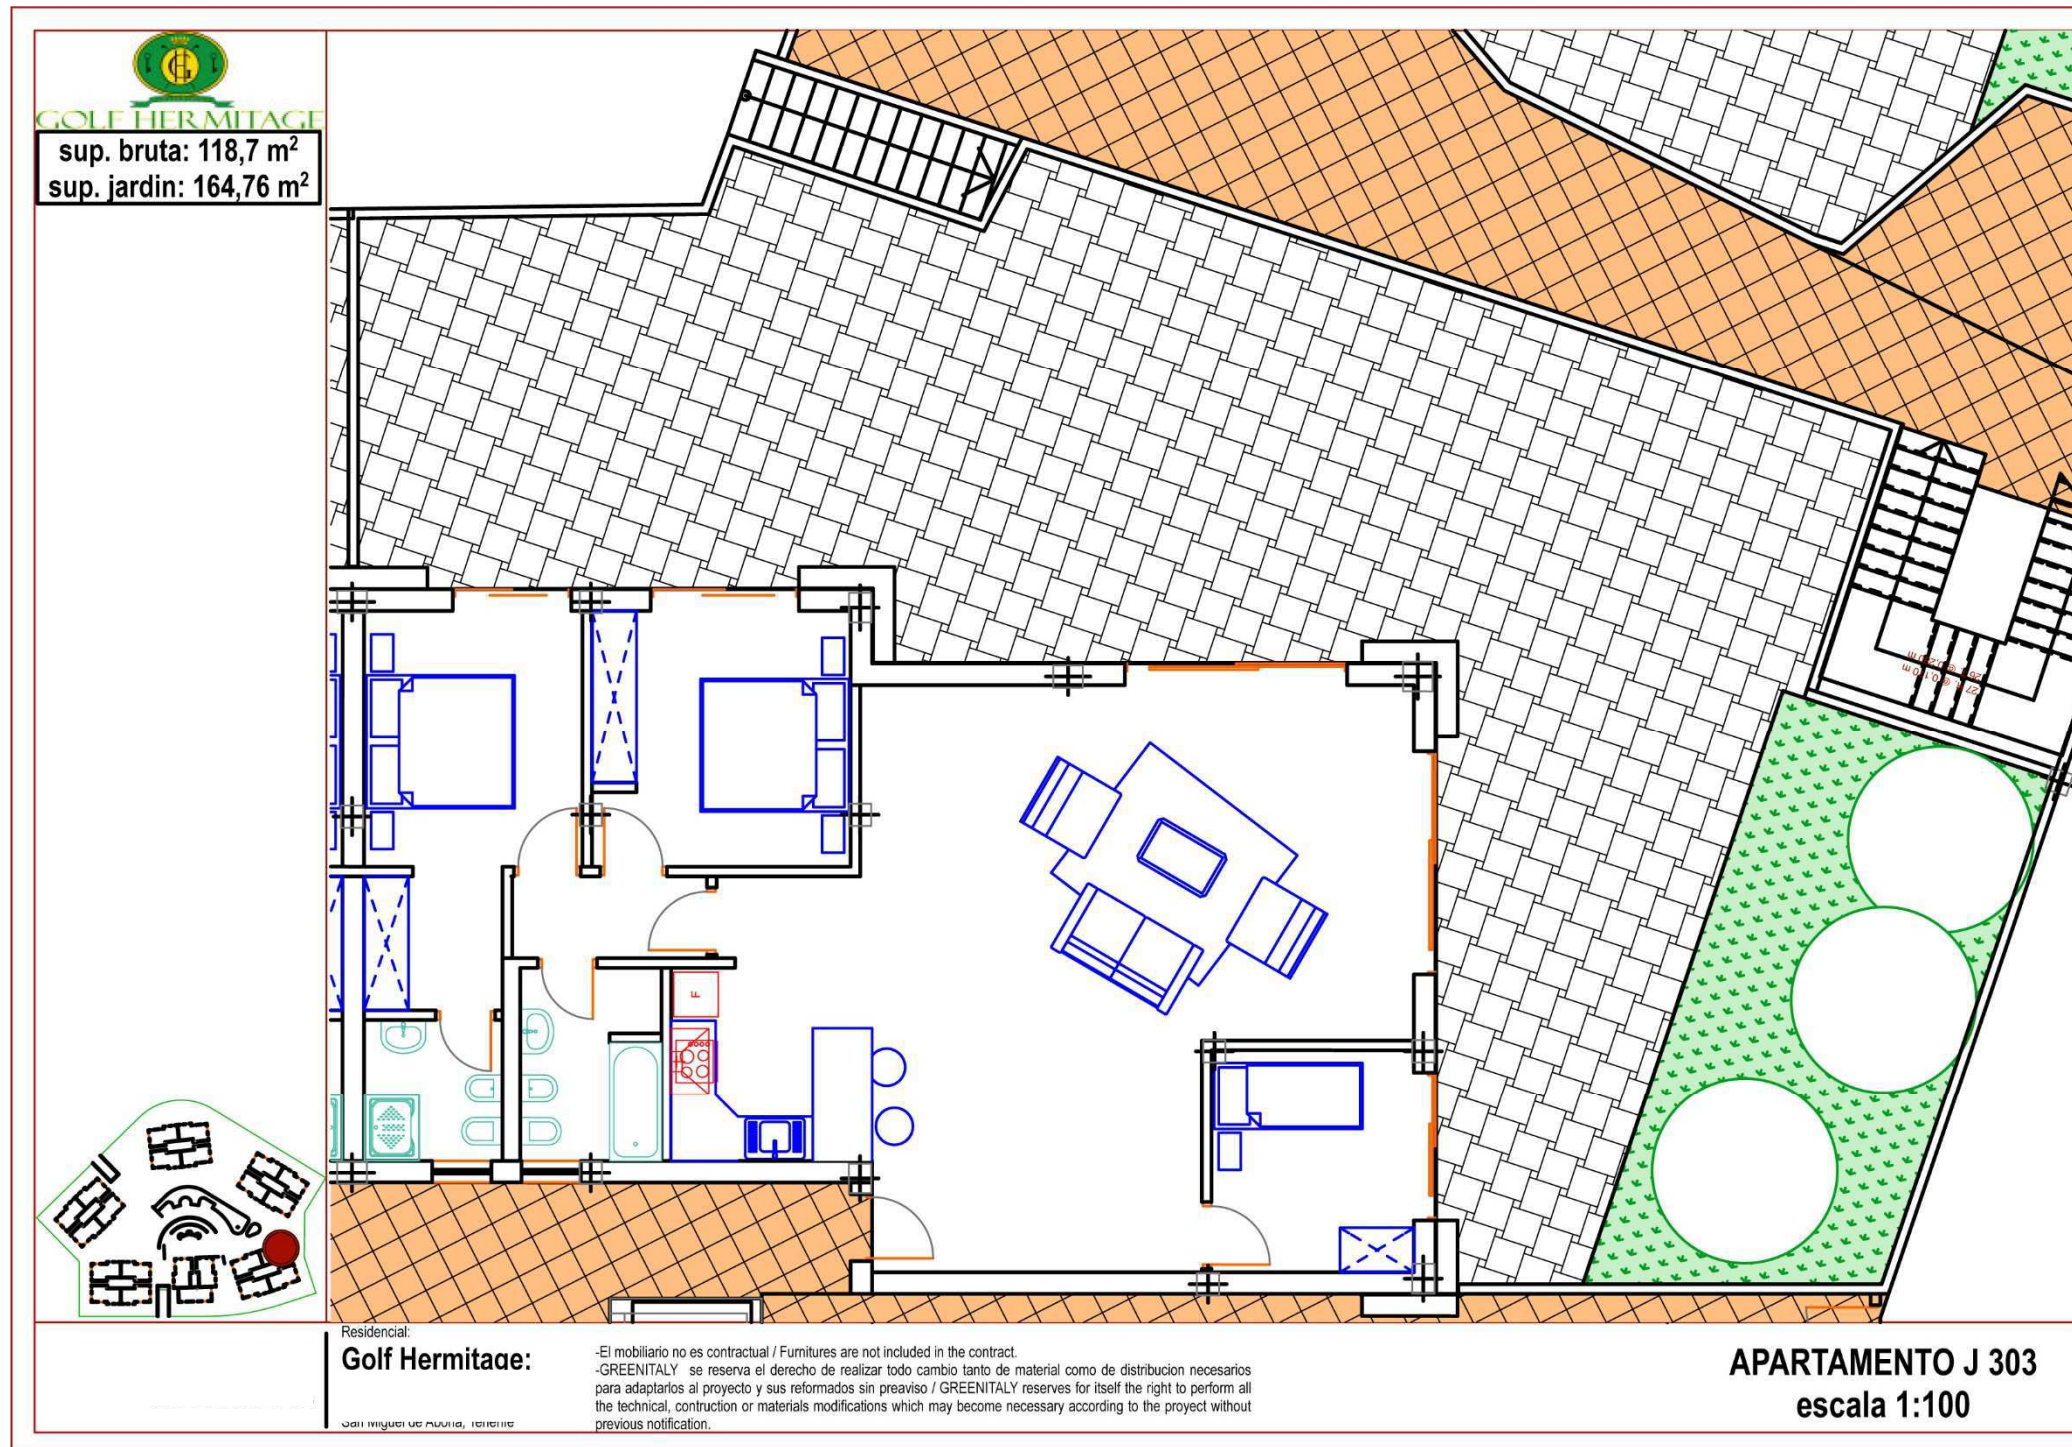 GOLF HERMITAGE
sup. bruta: 118,7 m²
sup. jardin: 164,76 m²
F
Residencial:
Golf Hermitage:
San Miguel de Abona, Tenerife
-El mobiliario no es contractual / Furnitures are not included in the contract.
-GREENITALY se reserva el derecho de realizar todo cambio tanto de material como de distribucion necesarios
para adaptarlos al proyecto y sus reformados sin preaviso / GREENITALY reserves for itself the right to perform all
the technical, contruction or materials modifications which may become necessary according to the proyect without
previous notification.
APARTAMENTO J 303
escala 1:100